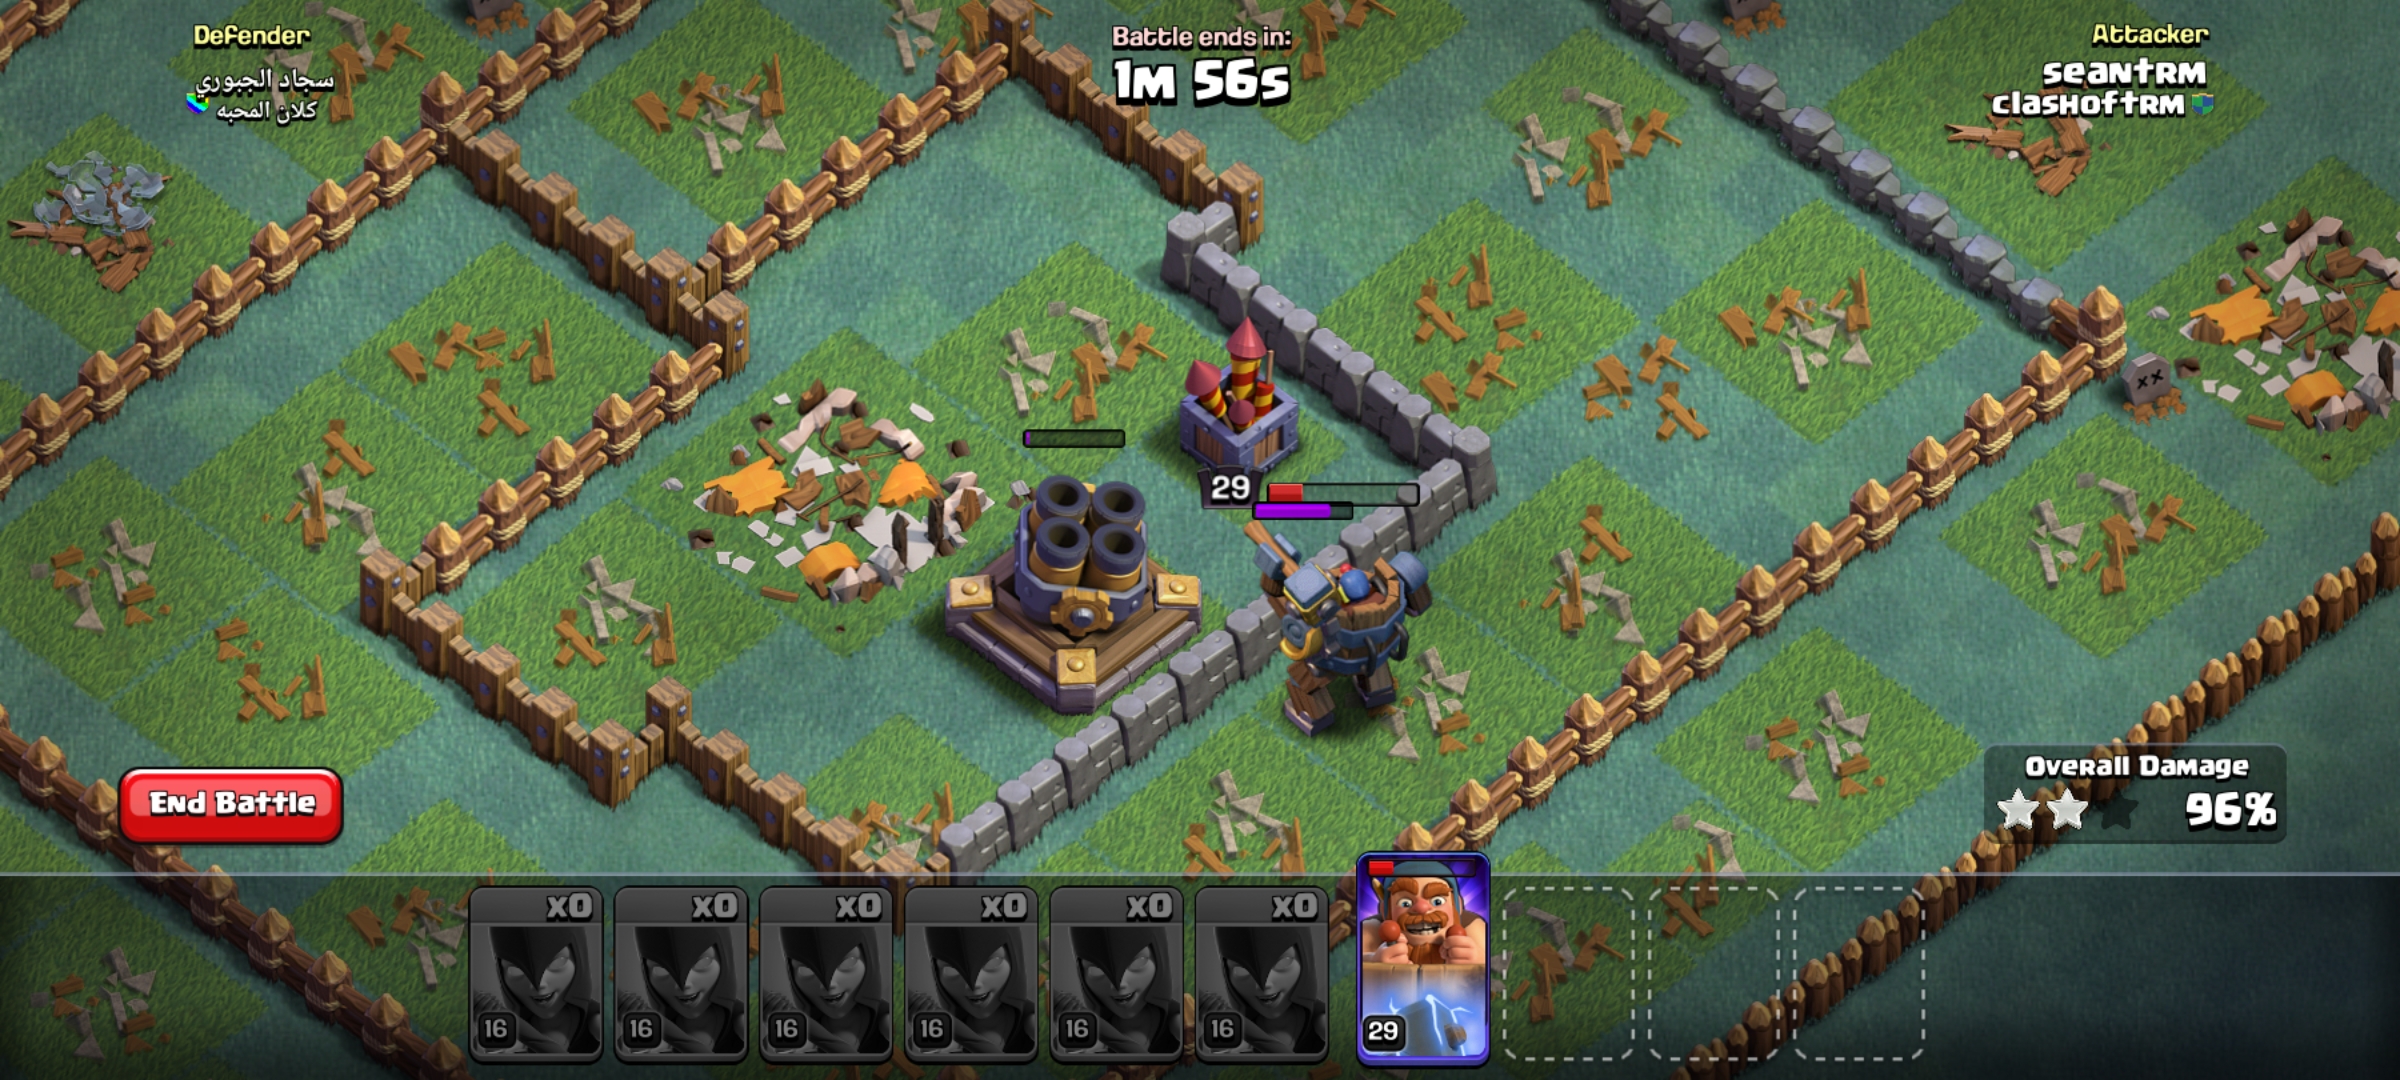 Defender
سجاد الجبوري
كلان المحبه
Battle ends in:
1M 56s
Attacker
seantRM
clashoftRM
29
End Battle
Overall Damage
96%
x0
x0
x0
x0
x0
x0
16
16
16
16
16
16
29